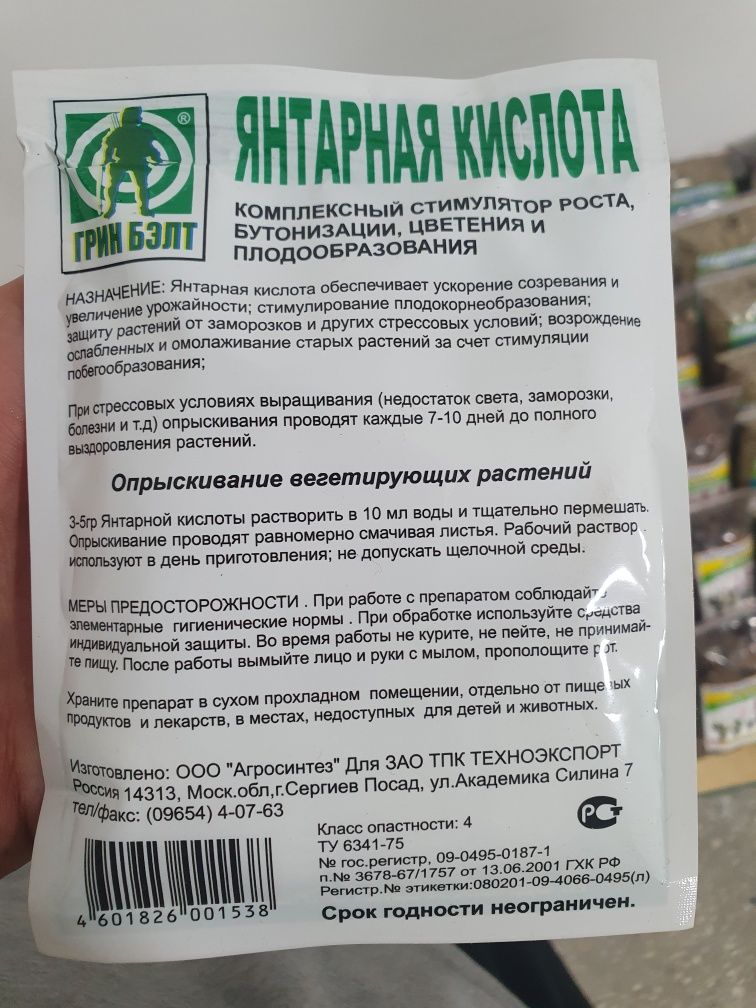 ЯНТАРНАЯ КИСЛОТА
®
ГРИН БЭЛТ
КОМПЛЕКСНЫЙ СТИМУЛЯТОР РОСТА,
БУТОНИЗАЦИИ, ЦВЕТЕНИЯ И
ПЛОДООБРАЗОВАНИЯ
НАЗНАЧЕНИЕ: Янтарная кислота обеспечивает ускорение созревания и
увеличение урожайности; стимулирование плодокорнеобразования;
защиту растений от заморозков и других стрессовых условий; возрождение
ослабленных и омолаживание старых растений за счет стимуляции
побегообразования;
При стрессовых условиях выращивания (недостаток света, заморозки,
болезни и т.д) опрыскивания проводят каждые 7-10 дней до полного
выздоровления растений.
Опрыскивание вегетирующих растений
3-5гр Янтарной кислоты растворить в 10 мл воды и тщательно пермешать.
Опрыскивание проводят равномерно смачивая листья. Рабочий раствор
используют в день приготовления; не допускать щелочной среды.
МЕРЫ ПРЕДОСТОРОЖНОСТИ . При работе с препаратом соблюдайте
элементарные гигиенические нормы . При обработке используйте средства
индивидуальной защиты. Во время работы не курите, не пейте, не принимай-
те пищу. После работы вымойте лицо и руки с мылом, прополощите рот.
Храните препарат в сухом прохладном помещении, отдельно от пищевых
продуктов и лекарств, в местах, недоступных для детей и животных.
Изготовлено: ООО "Агросинтез" Для ЗАО ТПК ТЕХНОЭКСПОРТ
Россия 14313, Моск.обл,г.Сергиев Посад, ул.Академика Силина 7
тел/факс: (09654) 4-07-63
Класс опастности: 4
ТУ 6341-75
№ гос.регистр, 09-0495-0187-1
п.№ 3678-67/1757 от 13.06.2001 ГХК РФ
Регистр.№ этикетки:080201-09-4066-0495(л)
Срок годности неограничен.
РСТ
4 601826 001538